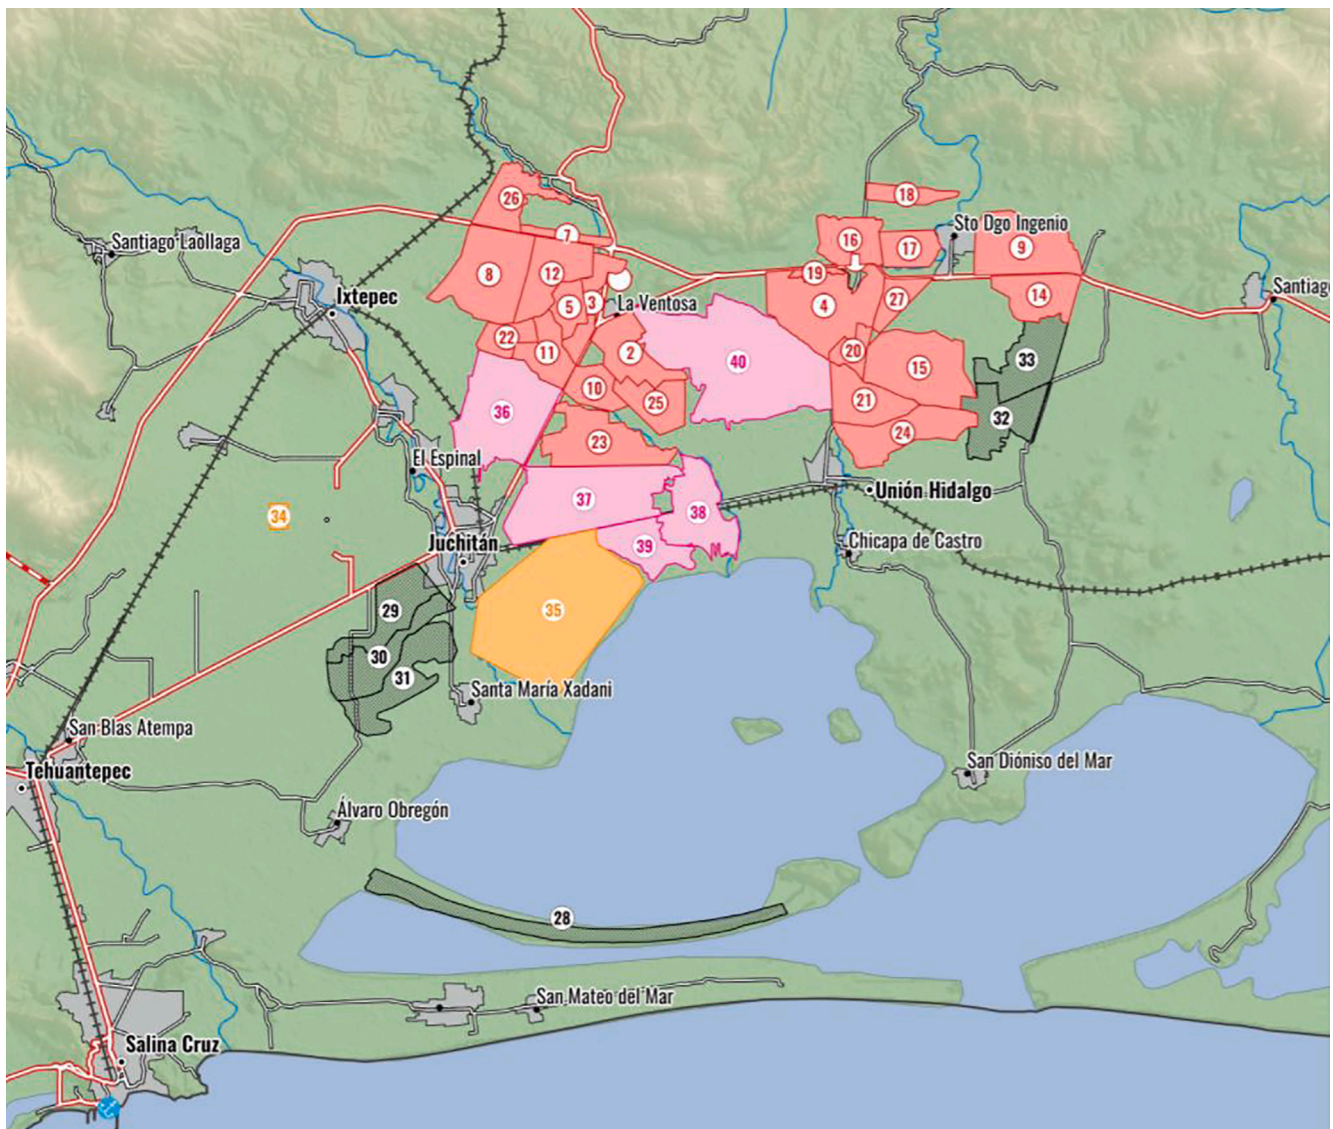 18
26
Sto Dgo Ingenio
7
16
17
9
Santiago Laollaga
8
12
19
Santiag
Ixtepec
5
3
La Ventosa
4
27
14
22
11
2
20
40
15
33
10
36
25
21
32
23
24
El Espinal
Unión Hidalgo
37
38
34
Juchitán
39
Chicapa de Castro
29
35
30
31
Santa María Xadani
San Blas Atempa
Tehuantepec
San Dióniso del Mar
Álvaro Obregón
28
San Mateo del Mar
Salina Cruz